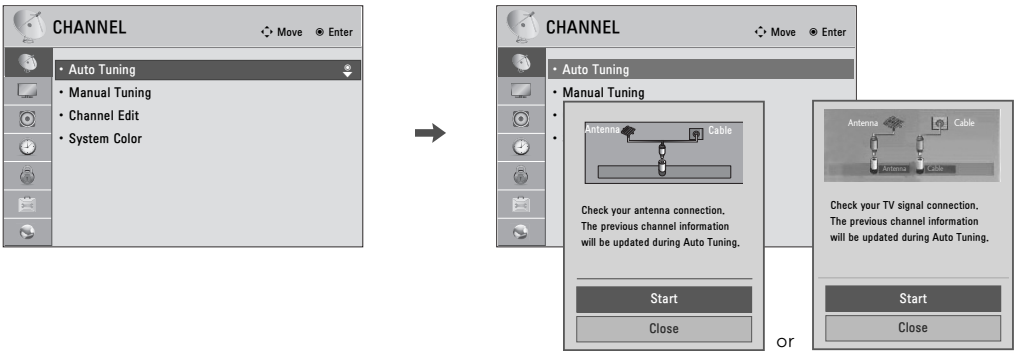 CHANNEL
Move
Enter
• Auto Tuning
• Manual Tuning
• Channel Edit
• System Color
CHANNEL
Move
Enter
• Auto Tuning
• Manual Tuning
•
•
Antenna
Cable
Check your antenna connection.
The previous channel information
will be updated during Auto Tuning.
Start
Close
or
Antenna
Cable
Antenna
Cable
Check your TV signal connection.
The previous channel information
will be updated during Auto Tuning.
Start
Close